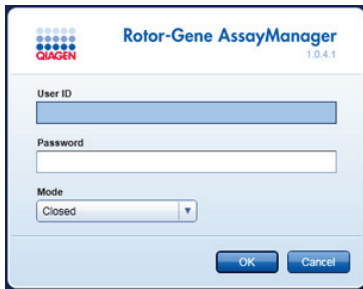 Rotor-Gene AssayManager
QIAGEN
1.0.4.1
User ID
Password
Mode
Closed
OK Cancel